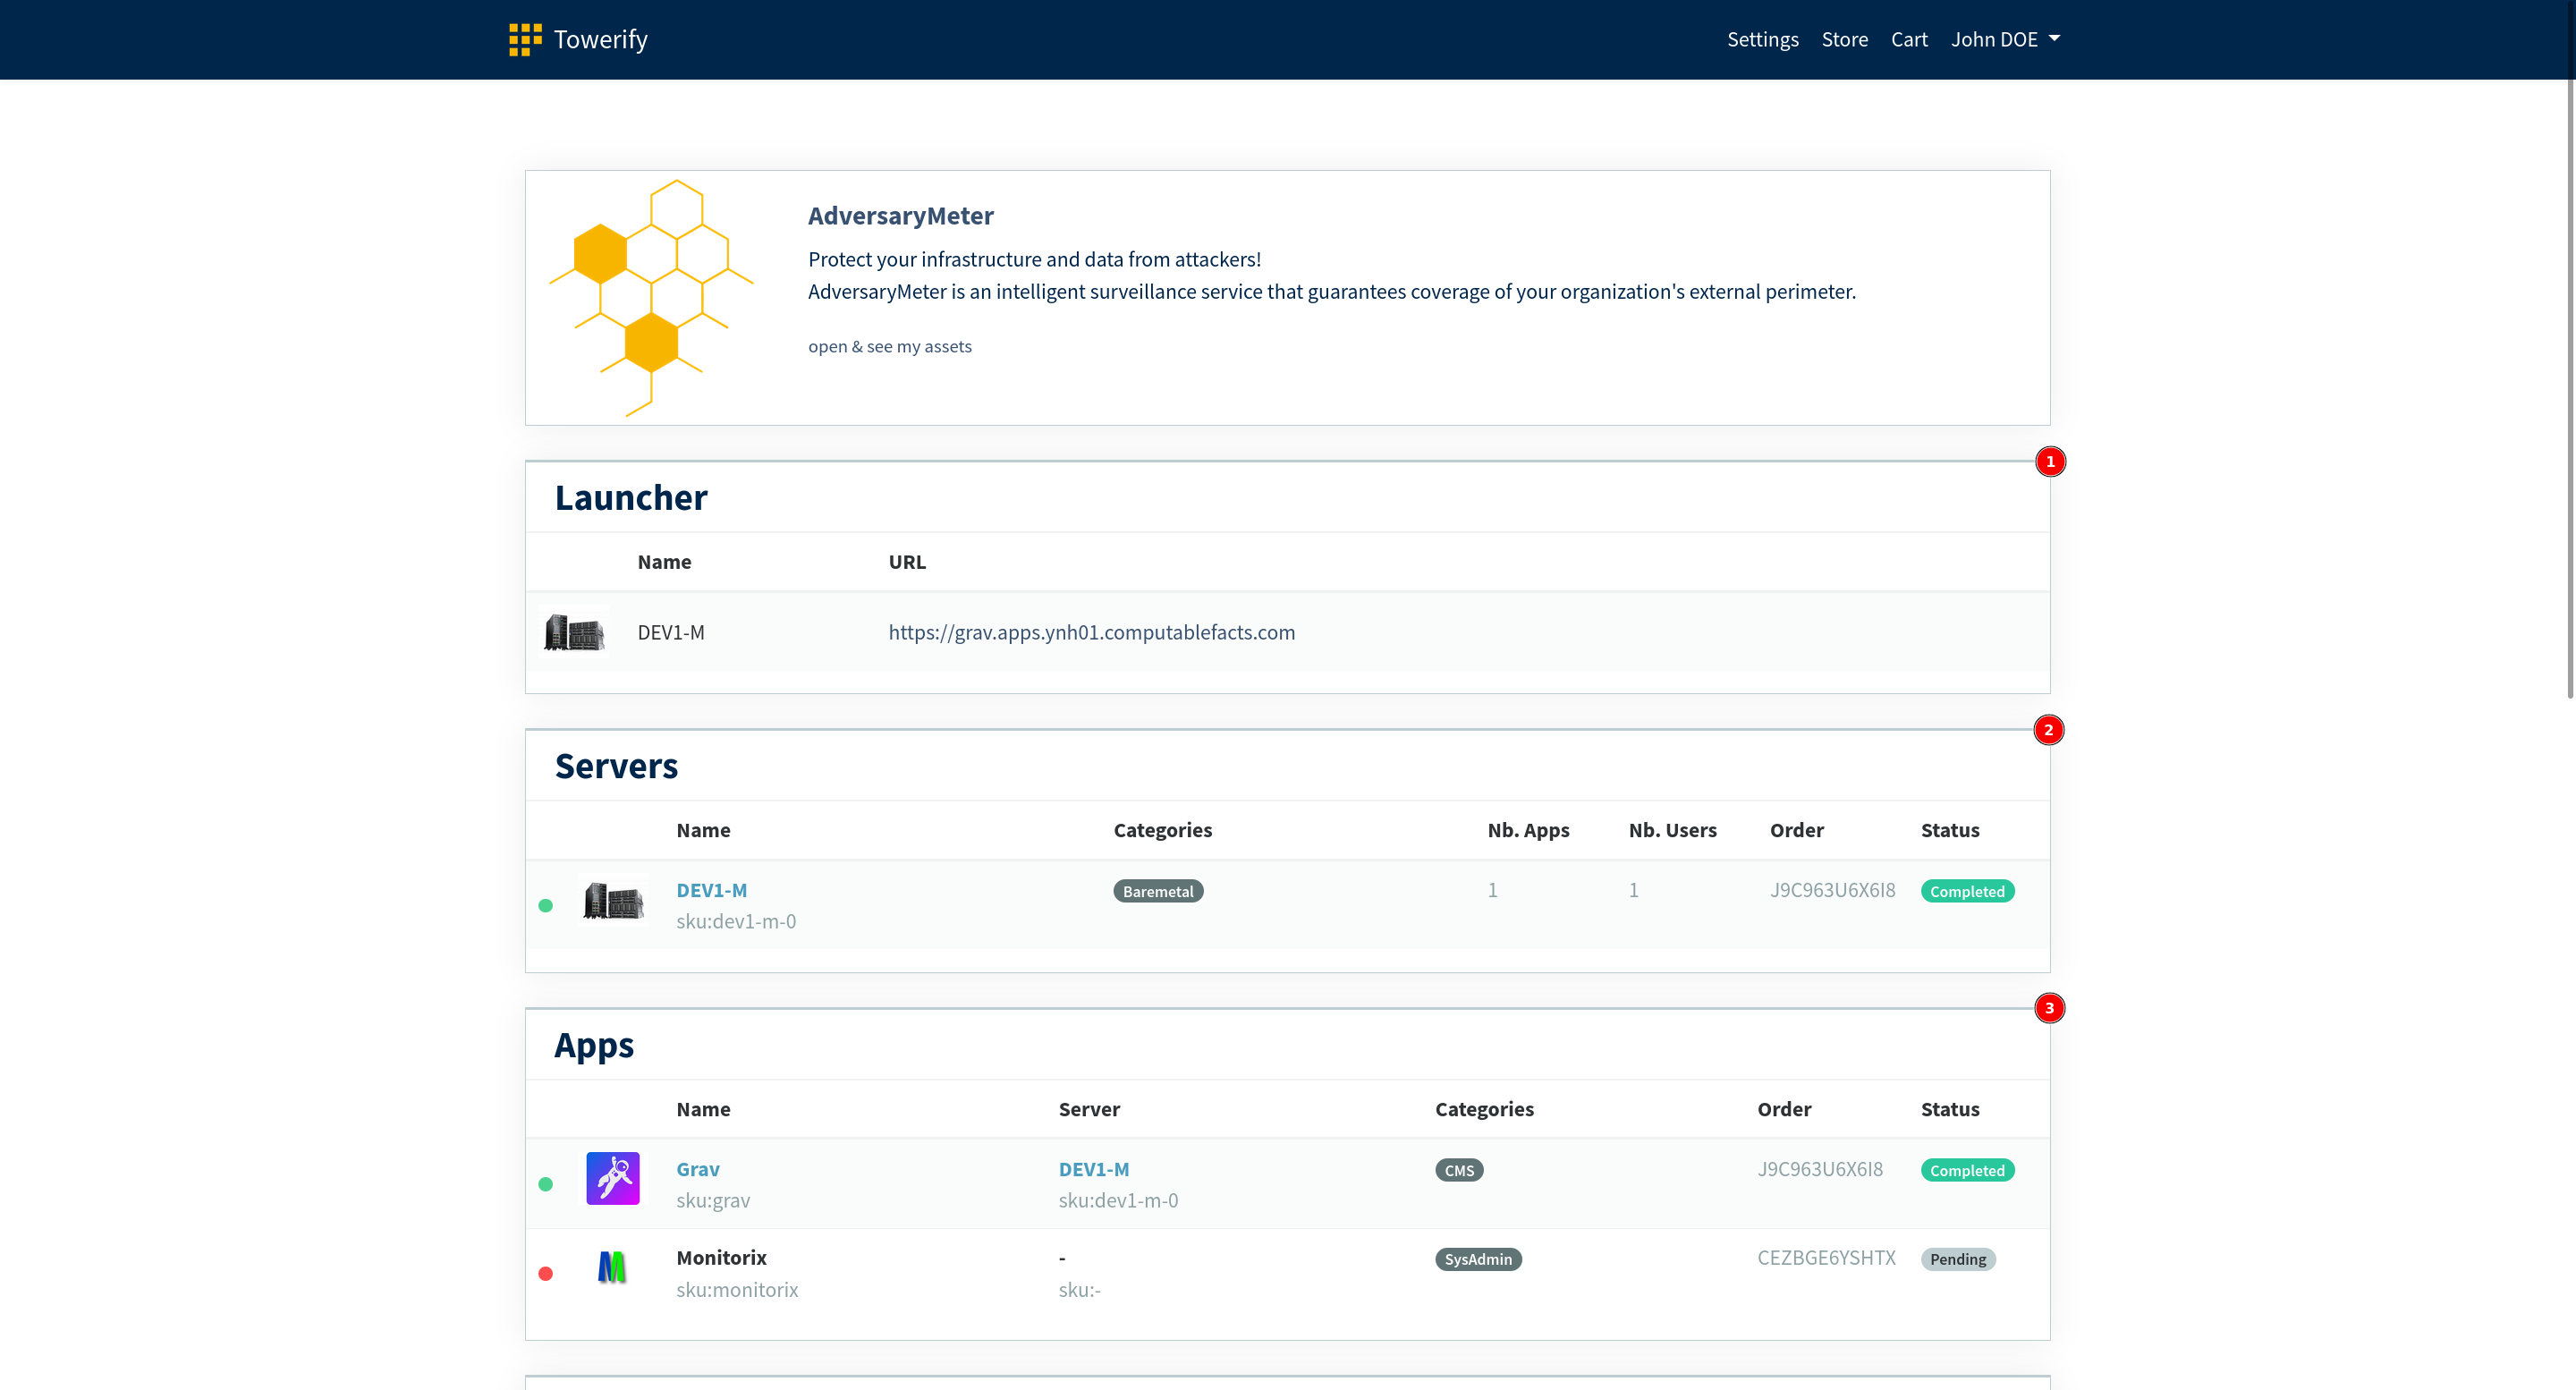 Towerify
Settings Store Cart John DOE
AdversaryMeter
Protect your infrastructure and data from attackers!
AdversaryMeter is an intelligent surveillance service that guarantees coverage of your organization's external perimeter.
open & see my assets
1
Launcher
Name URL
DEV1-M https://grav.apps.ynh01.computablefacts.com
2
Servers
Name Categories Nb. Apps Nb. Users Order Status
DEV1-M Baremetal 1 1 J9C963U6X6I8 Completed
sku:dev1-m-0
3
Apps
Name Server Categories Order Status
Grav DEV1-M CMS J9C963U6X6I8 Completed
sku:grav sku:dev1-m-0
Monitorix - SysAdmin CEZBGE6YSHTX Pending
sku:monitorix sku:-